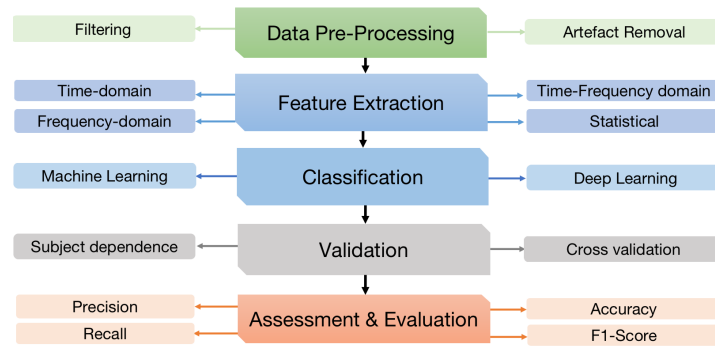 Filtering
Data Pre-Processing
Artefact Removal
Time-domain
Frequency-domain
Feature Extraction
Time-Frequency domain
Statistical
Machine Learning
Classification
Deep Learning
Subject dependence
Validation
Cross validation
Precision
Recall
Assessment & Evaluation
Accuracy
F1-Score